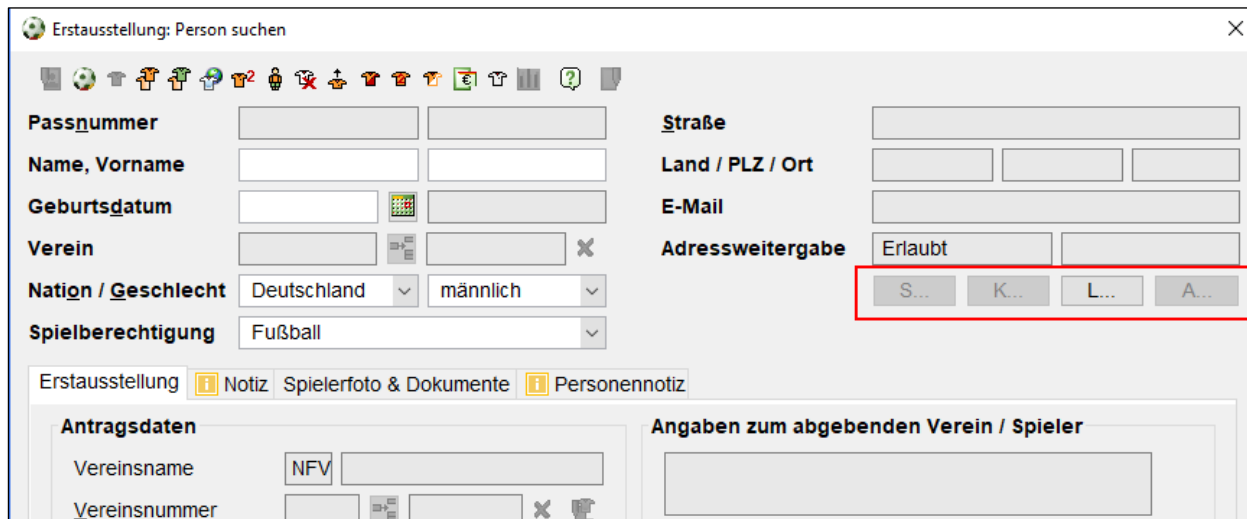 Erstausstellung: Person suchen
Passnummer
Straße
Name, Vorname
Land / PLZ / Ort
Geburtsdatum
E-Mail
Verein
Adressweitergabe Erlaubt
Nation / Geschlecht Deutschland männlich
S... K... L... A...
Spielberechtigung Fußball
Erstausstellung Notiz Spielerfoto & Dokumente Personennotiz
Antragsdaten
Angaben zum abgebenden Verein / Spieler
Vereinsname NFV
Vereinsnummer